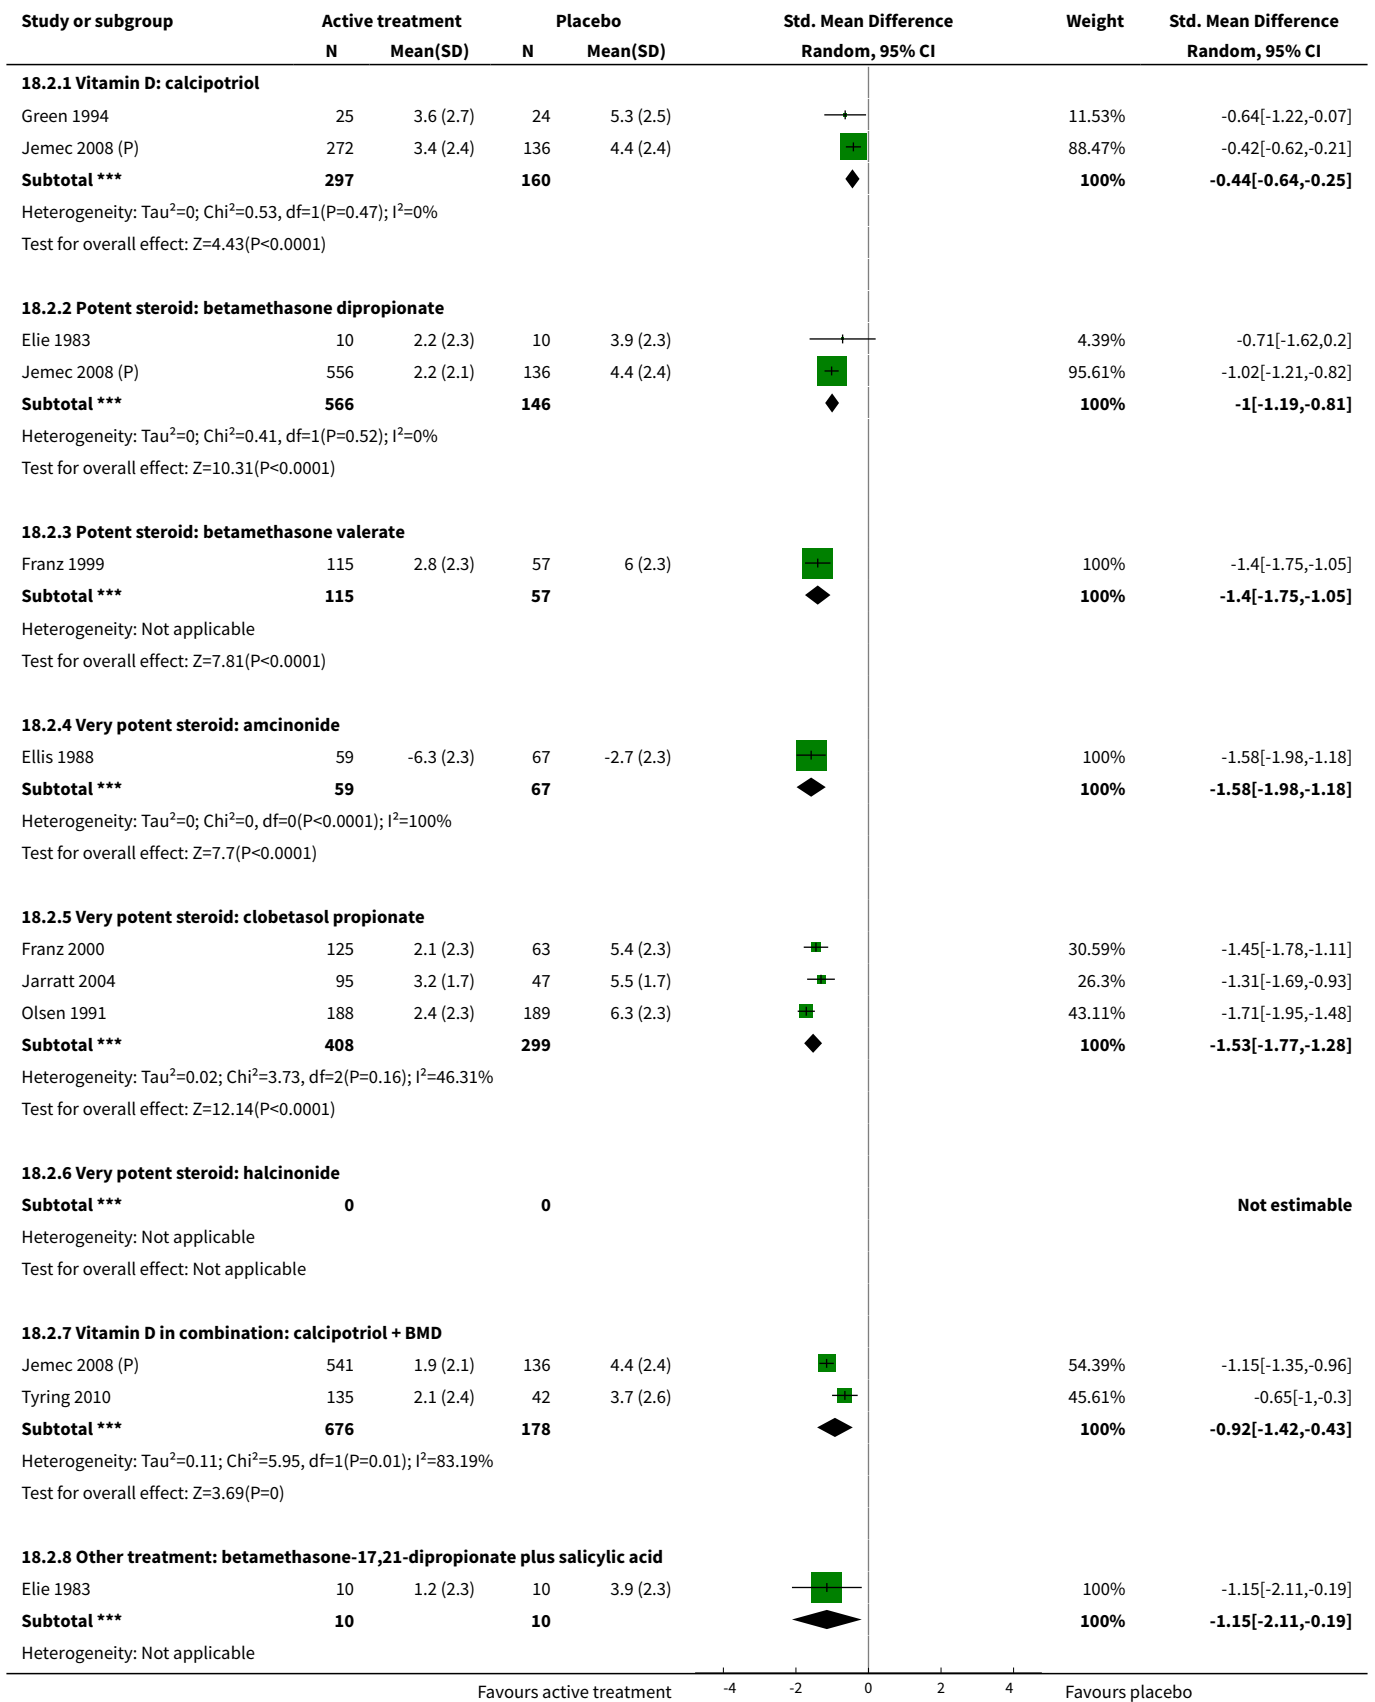 Study or subgroup Active treatment Placebo Std. Mean Difference Weight Std. Mean Difference
N Mean(SD) N Mean(SD) Random, 95% CI Random, 95% CI
18.2.1 Vitamin D: calcipotriol
Green 1994 25 3.6 (2.7) 24 5.3 (2.5) 11.53% -0.64[-1.22,-0.07]
Jemec 2008 (P) 272 3.4 (2.4) 136 4.4 (2.4) 88.47% -0.42[-0.62,-0.21]
Subtotal *** 297 160 100% -0.44[-0.64,-0.25]
Heterogeneity: Tau²=0; Chi²=0.53, df=1(P=0.47); I²=0%
Test for overall effect: Z=4.43(P<0.0001)
18.2.2 Potent steroid: betamethasone dipropionate
Elie 1983 10 2.2 (2.3) 10 3.9 (2.3) 4.39% -0.71[-1.62,0.2]
Jemec 2008 (P) 556 2.2 (2.1) 136 4.4 (2.4) 95.61% -1.02[-1.21,-0.82]
Subtotal *** 566 146 100% -1[-1.19,-0.81]
Heterogeneity: Tau²=0; Chi²=0.41, df=1(P=0.52); I²=0%
Test for overall effect: Z=10.31(P<0.0001)
18.2.3 Potent steroid: betamethasone valerate
Franz 1999 115 2.8 (2.3) 57 6 (2.3) 100% -1.4[-1.75,-1.05]
Subtotal *** 115 57 100% -1.4[-1.75,-1.05]
Heterogeneity: Not applicable
Test for overall effect: Z=7.81(P<0.0001)
18.2.4 Very potent steroid: amcinonide
Ellis 1988 59 -6.3 (2.3) 67 -2.7 (2.3) 100% -1.58[-1.98,-1.18]
Subtotal *** 59 67 100% -1.58[-1.98,-1.18]
Heterogeneity: Tau²=0; Chi²=0, df=0(P<0.0001); I²=100%
Test for overall effect: Z=7.7(P<0.0001)
18.2.5 Very potent steroid: clobetasol propionate
Franz 2000 125 2.1 (2.3) 63 5.4 (2.3) 30.59% -1.45[-1.78,-1.11]
Jarratt 2004 95 3.2 (1.7) 47 5.5 (1.7) 26.3% -1.31[-1.69,-0.93]
Olsen 1991 188 2.4 (2.3) 189 6.3 (2.3) 43.11% -1.71[-1.95,-1.48]
Subtotal *** 408 299 100% -1.53[-1.77,-1.28]
Heterogeneity: Tau²=0.02; Chi²=3.73, df=2(P=0.16); I²=46.31%
Test for overall effect: Z=12.14(P<0.0001)
18.2.6 Very potent steroid: halcinonide
Subtotal *** 0 0 Not estimable
Heterogeneity: Not applicable
Test for overall effect: Not applicable
18.2.7 Vitamin D in combination: calcipotriol + BMD
Jemec 2008 (P) 541 1.9 (2.1) 136 4.4 (2.4) 54.39% -1.15[-1.35,-0.96]
Tyring 2010 135 2.1 (2.4) 42 3.7 (2.6) 45.61% -0.65[-1,-0.3]
Subtotal *** 676 178 100% -0.92[-1.42,-0.43]
Heterogeneity: Tau²=0.11; Chi²=5.95, df=1(P=0.01); I²=83.19%
Test for overall effect: Z=3.69(P=0)
18.2.8 Other treatment: betamethasone-17,21-dipropionate plus salicylic acid
Elie 1983 10 1.2 (2.3) 10 3.9 (2.3) 100% -1.15[-2.11,-0.19]
Subtotal *** 10 10 100% -1.15[-2.11,-0.19]
Heterogeneity: Not applicable
Favours active treatment -4 -2 0 2 4 Favours placebo